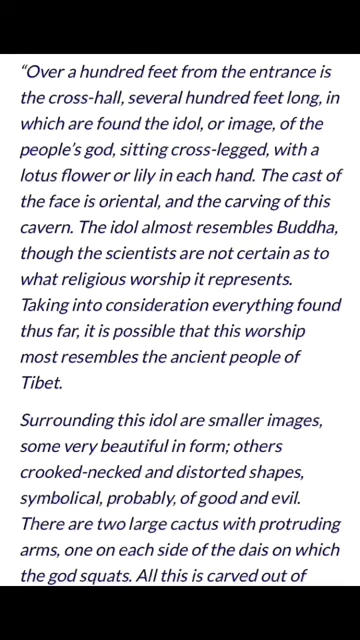 “Over a hundred feet from the entrance is
the cross-hall, several hundred feet long, in
which are found the idol, or image, of the
people’s god, sitting cross-legged, with a
lotus flower or lily in each hand. The cast of
the face is oriental, and the carving of this
cavern. The idol almost resembles Buddha,
though the scientists are not certain as to
what religious worship it represents.
Taking into consideration everything found
thus far, it is possible that this worship
most resembles the ancient people of
Tibet.
Surrounding this idol are smaller images,
some very beautiful in form; others
crooked-necked and distorted shapes,
symbolical, probably, of good and evil.
There are two large cactus with protruding
arms, one on each side of the dais on which
the god squats. All this is carved out of